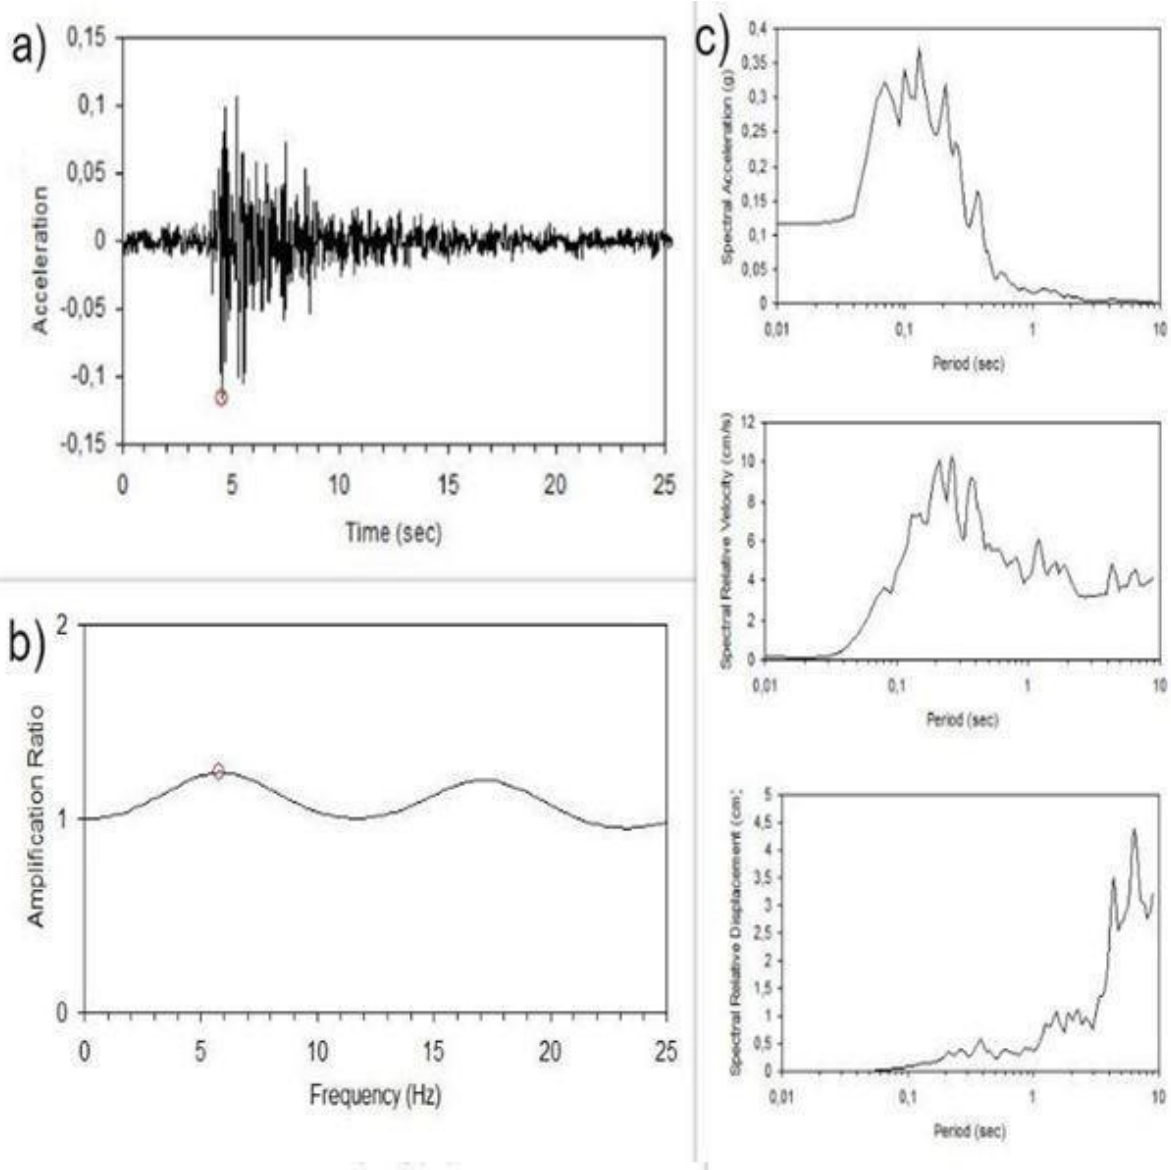 a)
0,15
0,1
0,05
0
-0,05
-0,1
-0,15
Acceleration
0 5 10 15 20 25
Time (sec)
b)
2
1
0
Amplification Ratio
0 5 10 15 20 25
Frequency (Hz)
c)
0,4
0,35
0,3
0,25
0,2
0,15
0,1
0,05
0
Spectral Acceleration (g)
0,01 0,1 1 10
Period (sec)
12
10
8
6
4
2
0
Spectral Relative Velocity (cm/s)
0,01 0,1 1 10
Period (sec)
5
4,5
4
3,5
3
2,5
2
1,5
1
0,5
0
Spectral Relative Displacement (cm)
0,01 0,1 1 10
Period (sec)